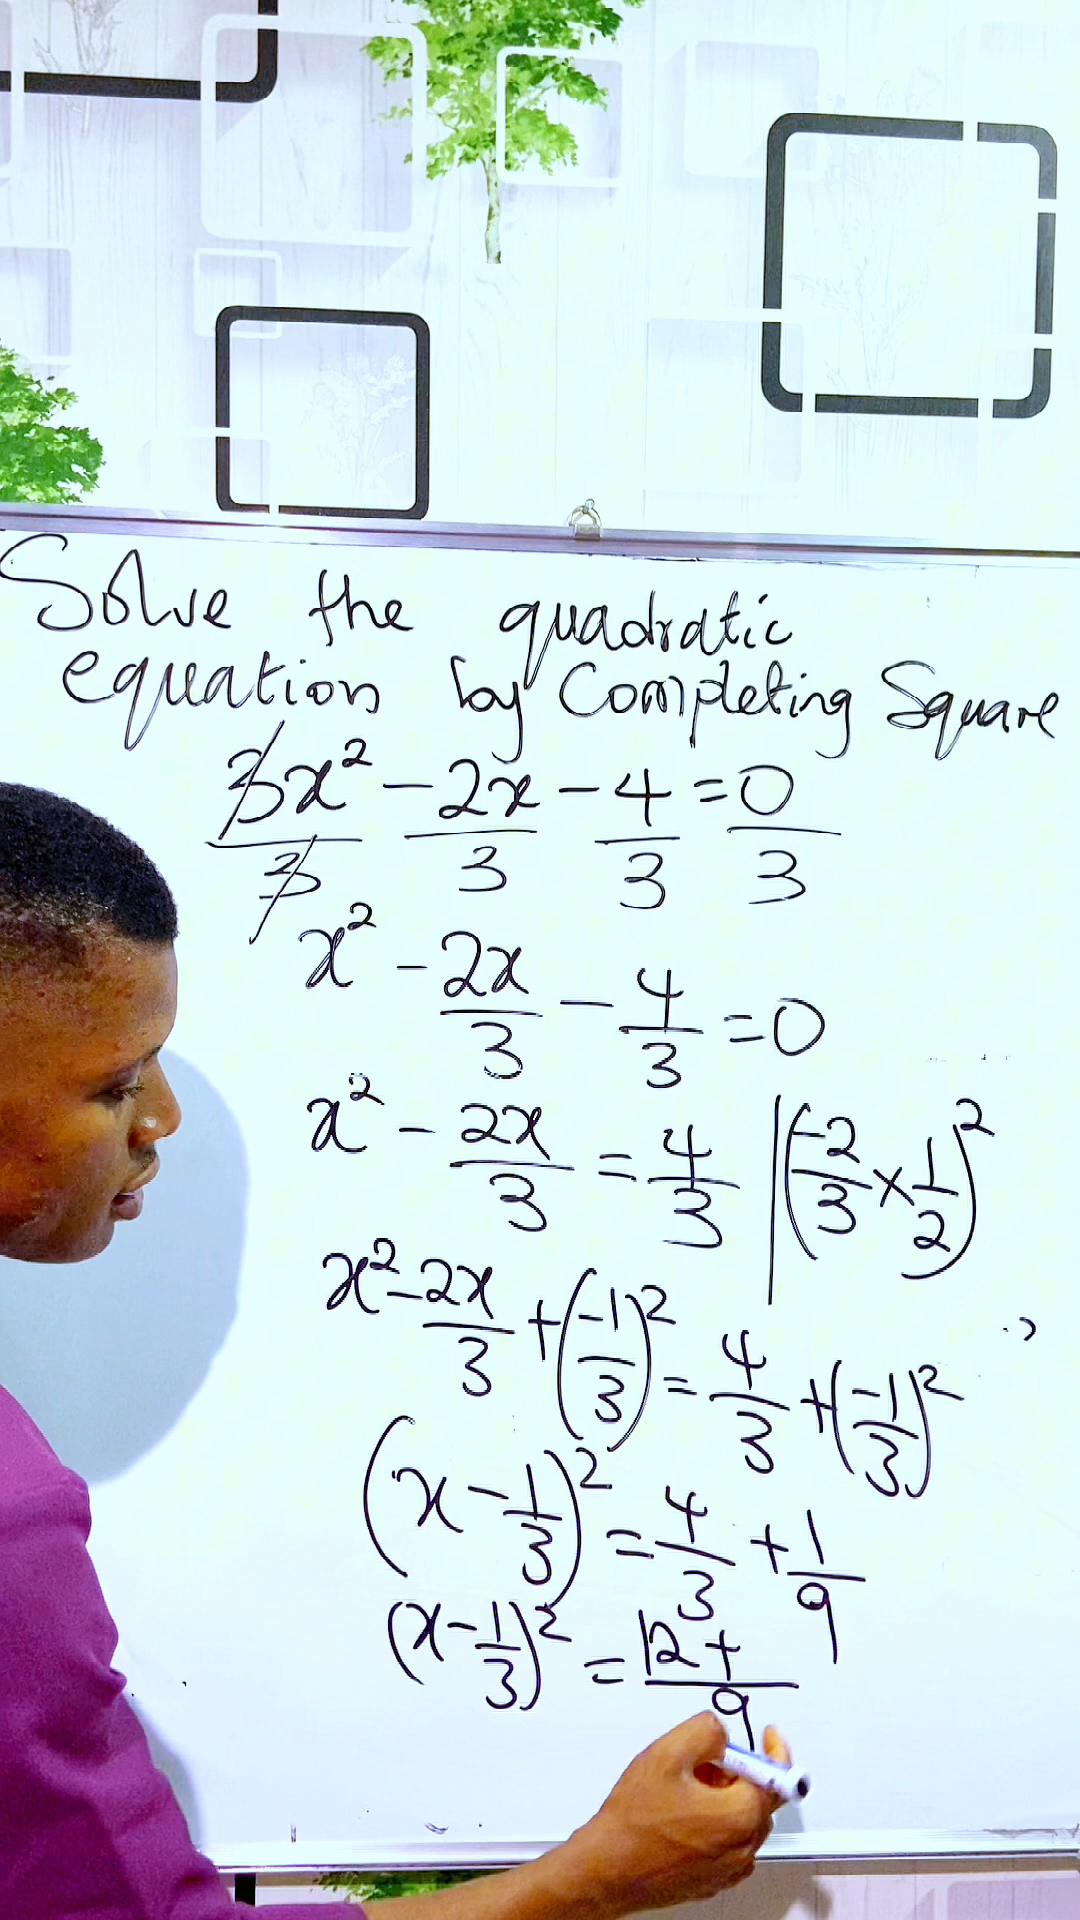 Solve the quadratic
equation by Completing Square
3x² - 2x - 4 = 0
3 3 3 3
x² - 2x/3 - 4/3 = 0
x² - 2x/3 = 4/3 | (-2/3 × 1/2)²
x² - 2x/3 + (-1/3)² = 4/3 + (-1/3)²
(x - 1/3)² = 4/3 + 1/9
(x - 1/3)² = 12 + /9